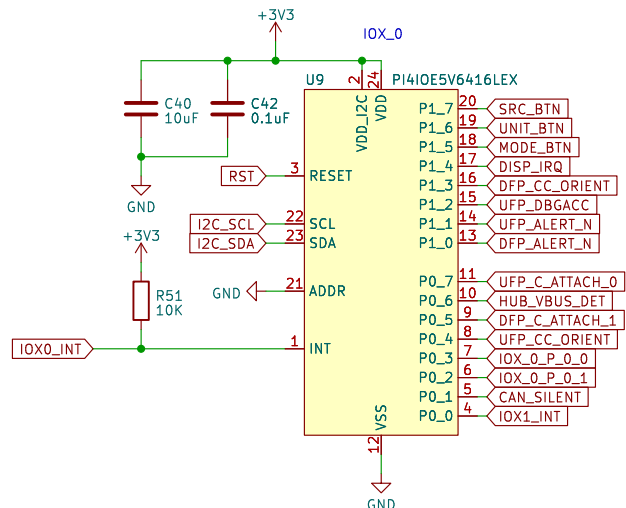 +3V3
IOX_0
U9
PI4IOE5V6416LEX
C40
10uF
C42
0.1uF
2
24
VDD_I2C
VDD
P1_7 20 SRC_BTN
P1_6 19 UNIT_BTN
P1_5 18 MODE_BTN
P1_4 17 DISP_IRQ
RST 3 RESET
P1_3 16 DFP_CC_ORIENT
P1_2 15 UFP_DBGACC
GND
I2C_SCL 22 SCL
P1_1 14 UFP_ALERT_N
I2C_SDA 23 SDA
P1_0 13 DFP_ALERT_N
+3V3
GND 21 ADDR
P0_7 11 UFP_C_ATTACH_0
P0_6 10 HUB_VBUS_DET
R51
10K
P0_5 9 DFP_C_ATTACH_1
P0_4 8 UFP_CC_ORIENT
IOX0_INT 1 INT
P0_3 7 IOX_0_P_0_0
P0_2 6 IOX_0_P_0_1
P0_1 5 CAN_SILENT
P0_0 4 IOX1_INT
VSS
12
GND